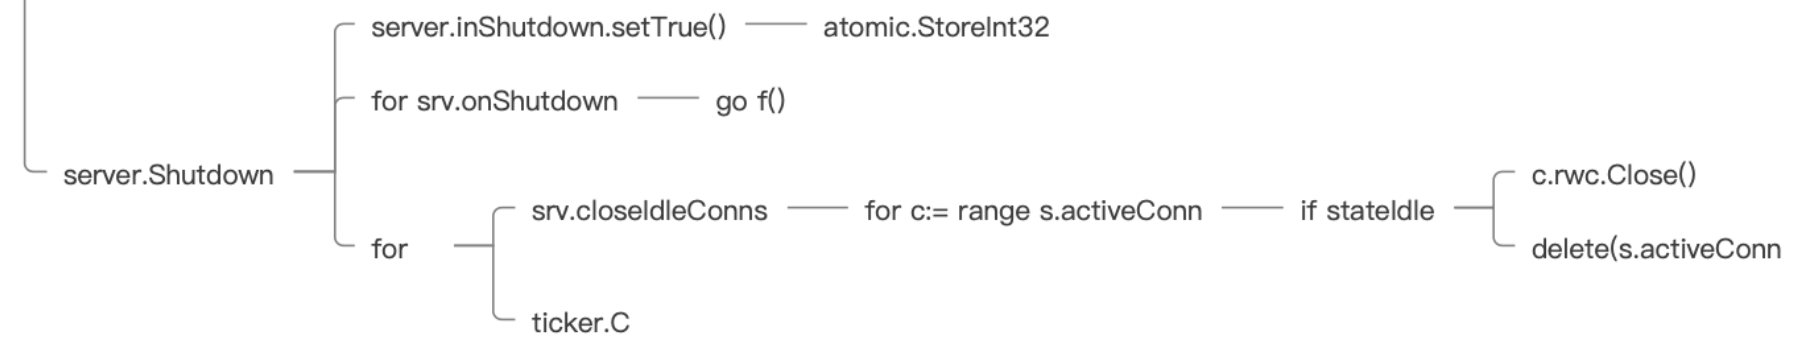 server.inShutdown.setTrue() atomic.StoreInt32
for srv.onShutdown go f()
server.Shutdown c.rwc.Close()
srv.closeIdleConns for c:= range s.activeConn if stateIdle
for delete(s.activeConn
ticker.C